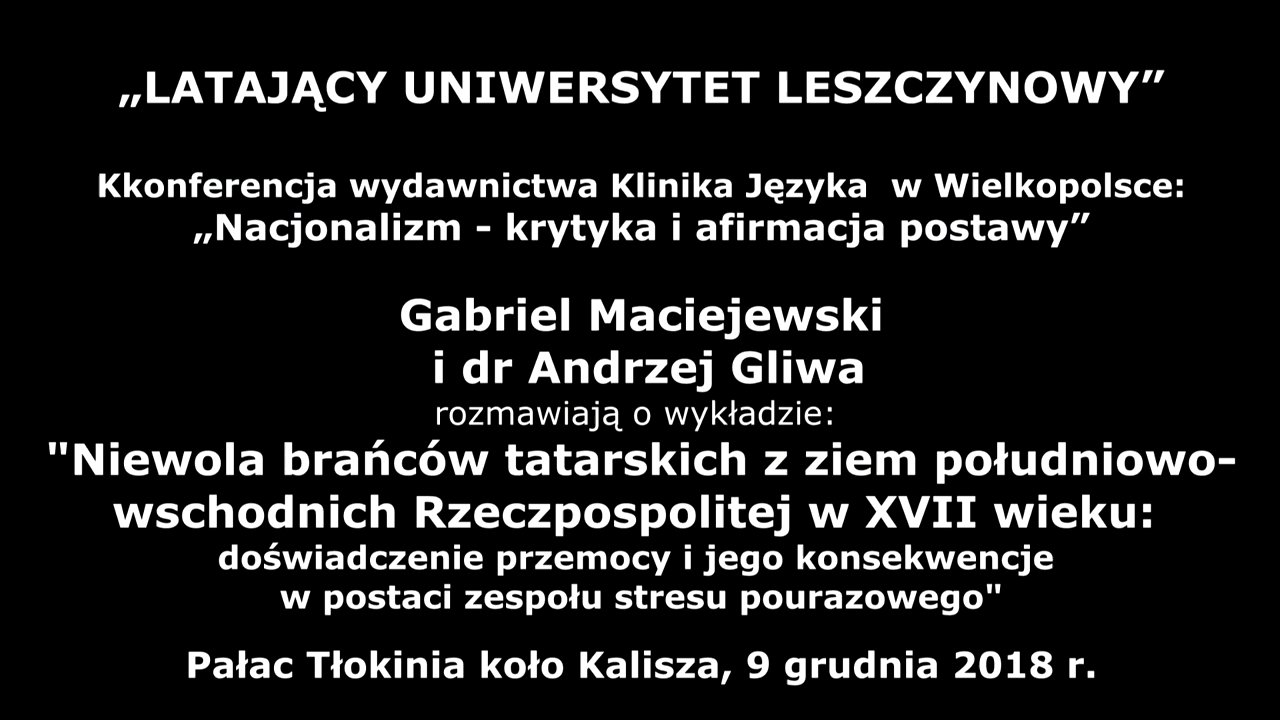 „LATAJĄCY UNIWERSYTET LESZCZYNOWY”
Kkonferencja wydawnictwa Klinika Języka w Wielkopolsce:
„Nacjonalizm - krytyka i afirmacja postawy”
Gabriel Maciejewski
i dr Andrzej Gliwa
rozmawiają o wykładzie:
"Niewola brańców tatarskich z ziem południowo-
wschodnich Rzeczpospolitej w XVII wieku:
doświadczenie przemocy i jego konsekwencje
w postaci zespołu stresu pourazowego"
Pałac Tłokinia koło Kalisza, 9 grudnia 2018 r.